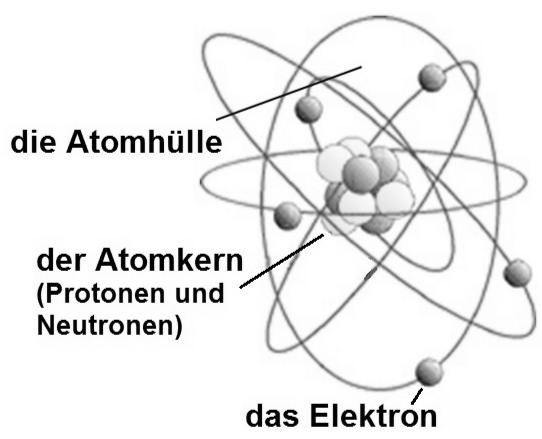 die Atomhülle
der Atomkern
(Protonen und
Neutronen)
das Elektron